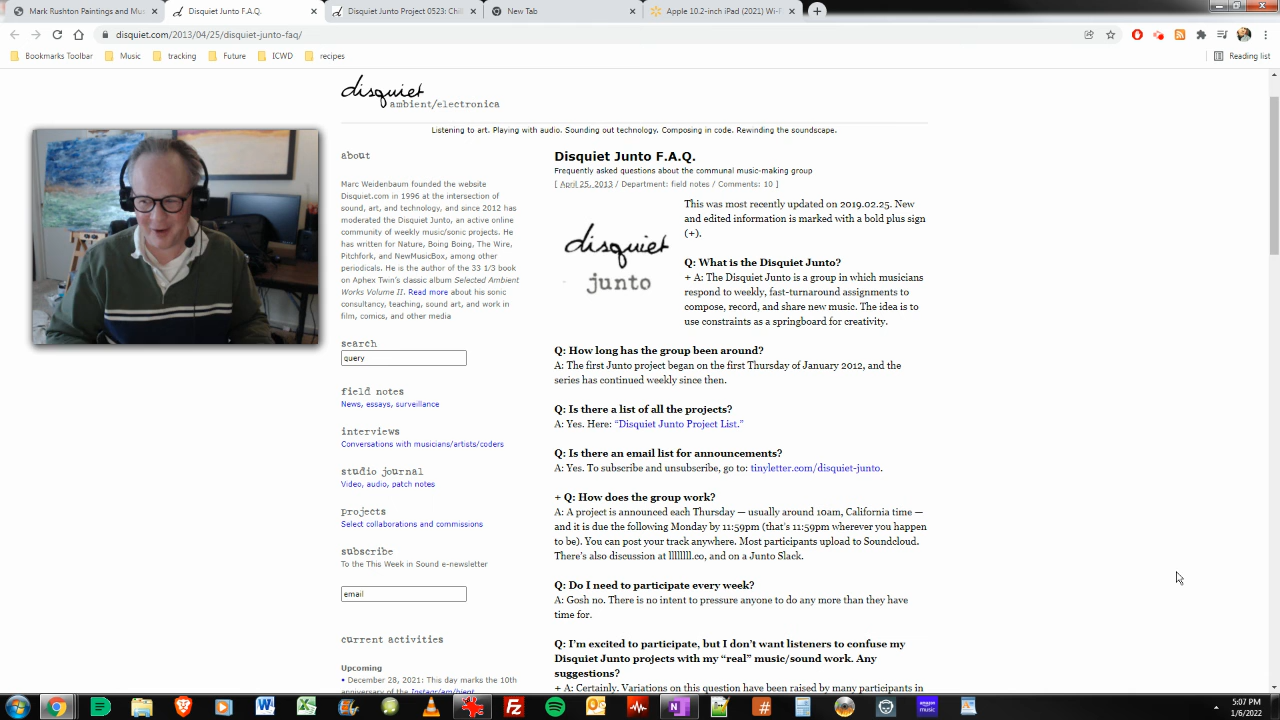 Mark Rushton Paintings and Mu
Disquiet Junto F.A.Q.
Disquiet Junto Project 0523: Chil
New Tab
Apple 10.2-inch iPad (2021) Wi-F
disquiet.com/2013/04/25/disquiet-junto-faq/
Bookmarks Toolbar
Music
tracking
Future
ICWD
recipes
Reading list
disquiet
ambient/electronica
Listening to art. Playing with audio. Sounding out technology. Composing in code. Rewinding the soundscape.
about
Marc Weidenbaum founded the website
Disquiet.com in 1996 at the intersection of
sound, art, and technology, and since 2012 has
moderated the Disquiet Junto, an active online
community of weekly music/sonic projects. He
has written for Nature, Boing Boing, The Wire,
Pitchfork, and NewMusicBox, among other
periodicals. He is the author of the 33 1/3 book
on Aphex Twin's classic album Selected Ambient
Works Volume II. Read more about his sonic
consultancy, teaching, sound art, and work in
film, comics, and other media
search
query
field notes
News, essays, surveillance
interviews
Conversations with musicians/artists/coders
studio journal
Video, audio, patch notes
projects
Select collaborations and commissions
subscribe
To the This Week in Sound e-newsletter
email
current activities
Upcoming
• December 28, 2021: This day marks the 10th
anniversary of the Instagr/am/bient
Disquiet Junto F.A.Q.
Frequently asked questions about the communal music-making group
[ April 25, 2013 / Department: field notes / Comments: 10 ]
disquiet
junto
This was most recently updated on 2019.02.25. New
and edited information is marked with a bold plus sign
(+).
Q: What is the Disquiet Junto?
+ A: The Disquiet Junto is a group in which musicians
respond to weekly, fast-turnaround assignments to
compose, record, and share new music. The idea is to
use constraints as a springboard for creativity.
Q: How long has the group been around?
A: The first Junto project began on the first Thursday of January 2012, and the
series has continued weekly since then.
Q: Is there a list of all the projects?
A: Yes. Here: “Disquiet Junto Project List.”
Q: Is there an email list for announcements?
A: Yes. To subscribe and unsubscribe, go to: tinyletter.com/disquiet-junto.
+ Q: How does the group work?
A: A project is announced each Thursday — usually around 10am, California time —
and it is due the following Monday by 11:59pm (that’s 11:59pm wherever you happen
to be). You can post your track anywhere. Most participants upload to Soundcloud.
There’s also discussion at llllllll.co, and on a Junto Slack.
Q: Do I need to participate every week?
A: Gosh no. There is no intent to pressure anyone to do any more than they have
time for.
Q: I’m excited to participate, but I don’t want listeners to confuse my
Disquiet Junto projects with my “real” music/sound work. Any
suggestions?
+ A: Certainly. Variations on this question have been raised by many participants in
amazon music
5:07 PM
1/6/2022